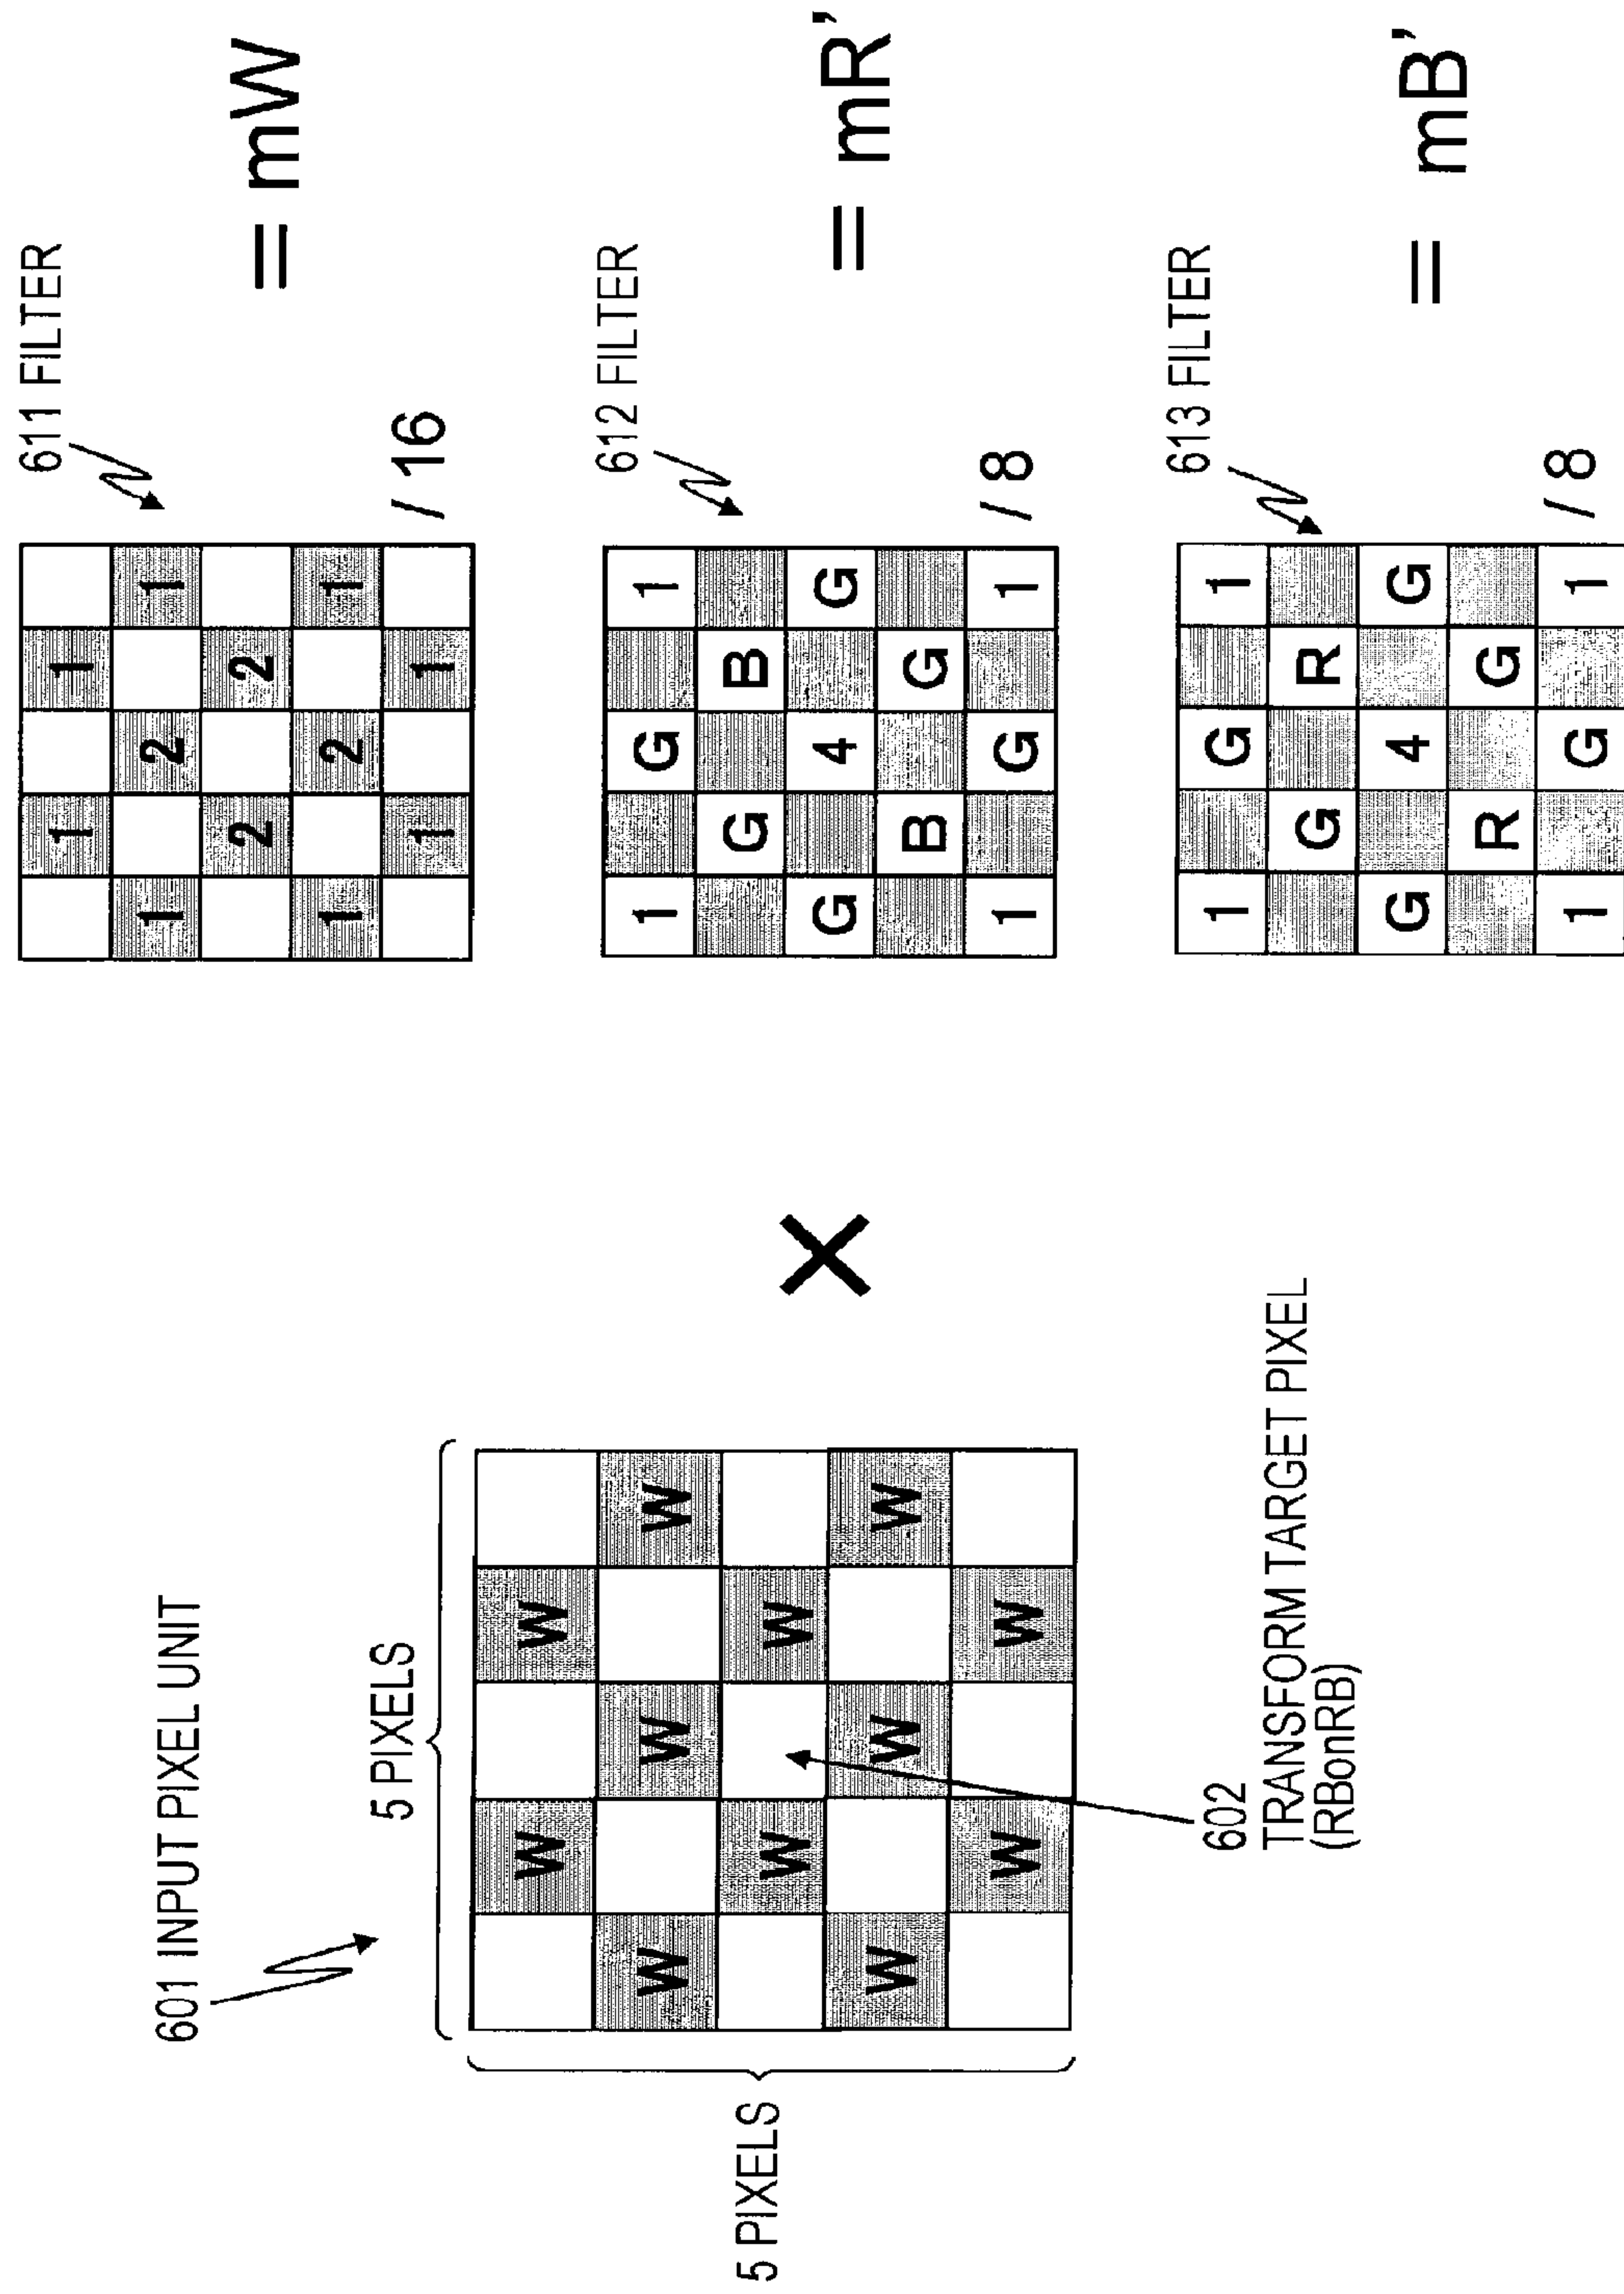 601 INPUT PIXEL UNIT
5 PIXELS
5 PIXELS
W W
W W W
W W
W W W
W W
602
TRANSFORM TARGET PIXEL
(RBonRB)
×
611 FILTER
1 1
1 2 1
2 2
1 2 1
1 1
/ 16
= mW
612 FILTER
1 G 1
G B
G 4 G
B G
1 G 1
/ 8
= mR'
613 FILTER
1 G 1
G R
G 4 G
R G
1 G 1
/ 8
= mB'